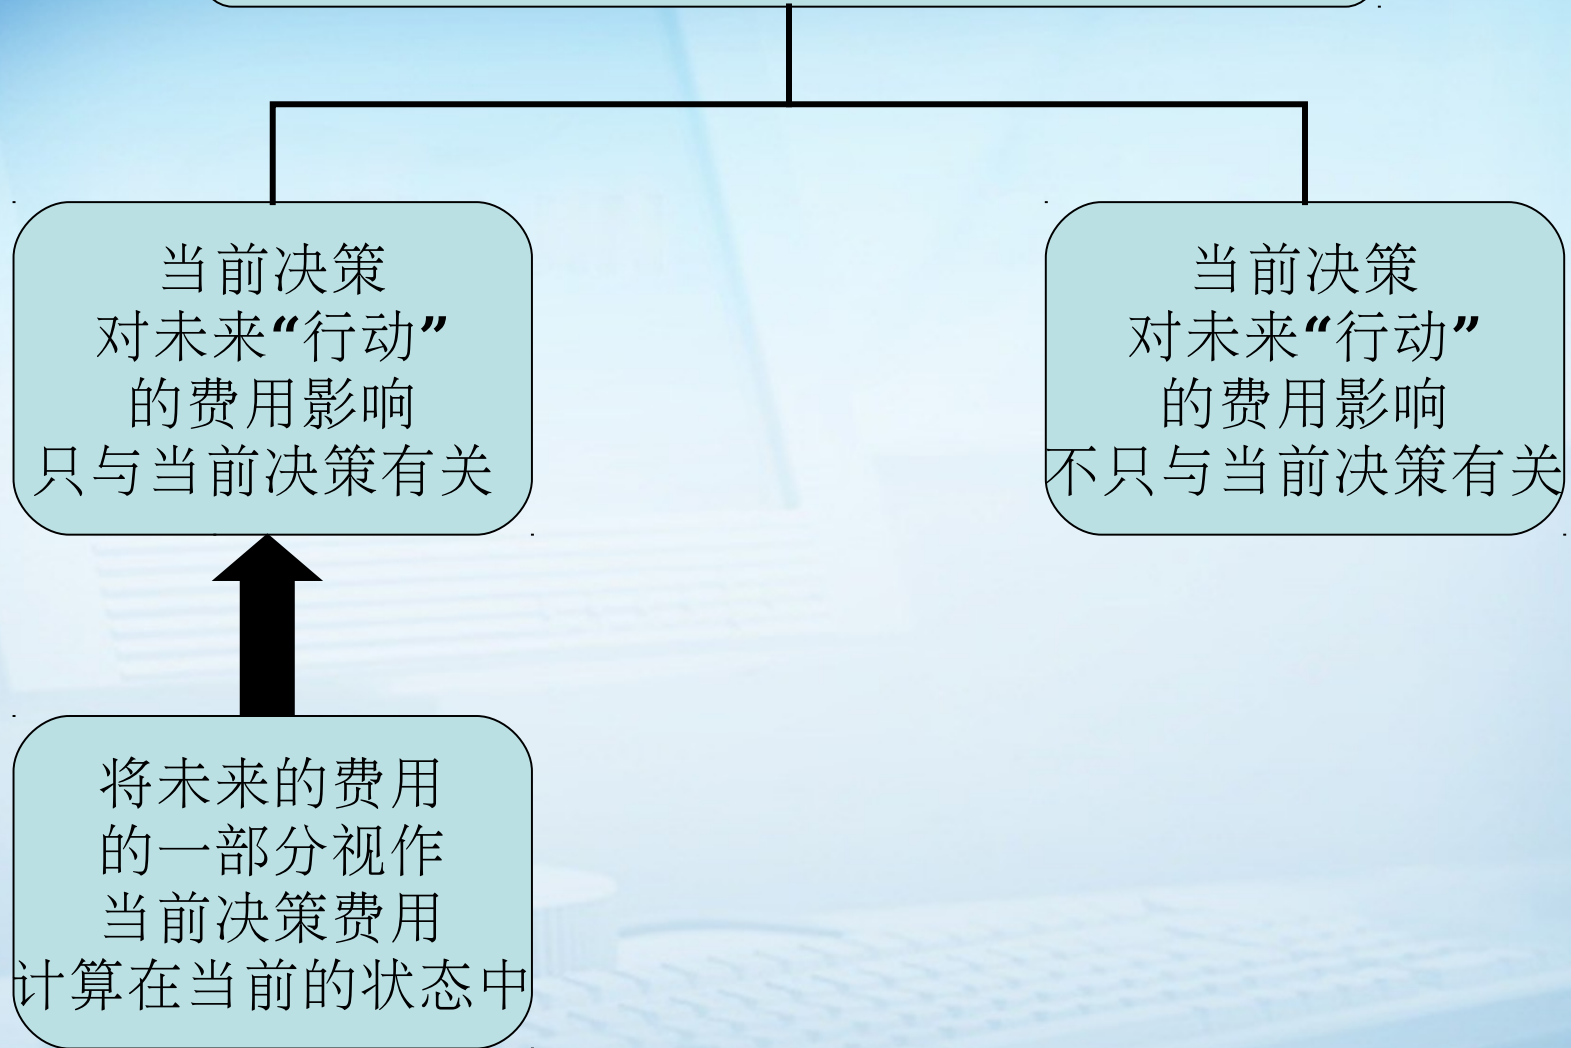 当前决策
对未来“行动”
的费用影响
只与当前决策有关
当前决策
对未来“行动”
的费用影响
不只与当前决策有关
将未来的费用
的一部分视作
当前决策费用
计算在当前的状态中